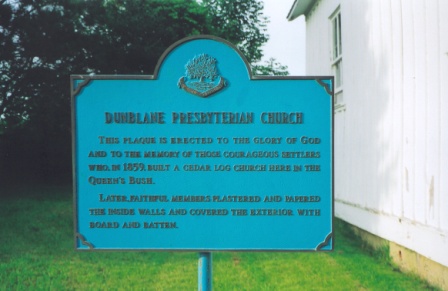 DUNBLANE PRESBYTERIAN CHURCH
THIS PLAQUE IS ERECTED TO THE GLORY OF GOD
AND TO THE MEMORY OF THOSE COURAGEOUS SETTLERS
WHO, IN 1859, BUILT A CEDAR LOG CHURCH HERE IN THE
QUEEN'S BUSH.
LATER, FAITHFUL MEMBERS PLASTERED AND PAPERED
THE INSIDE WALLS AND COVERED THE EXTERIOR WITH
BOARD AND BATTEN.